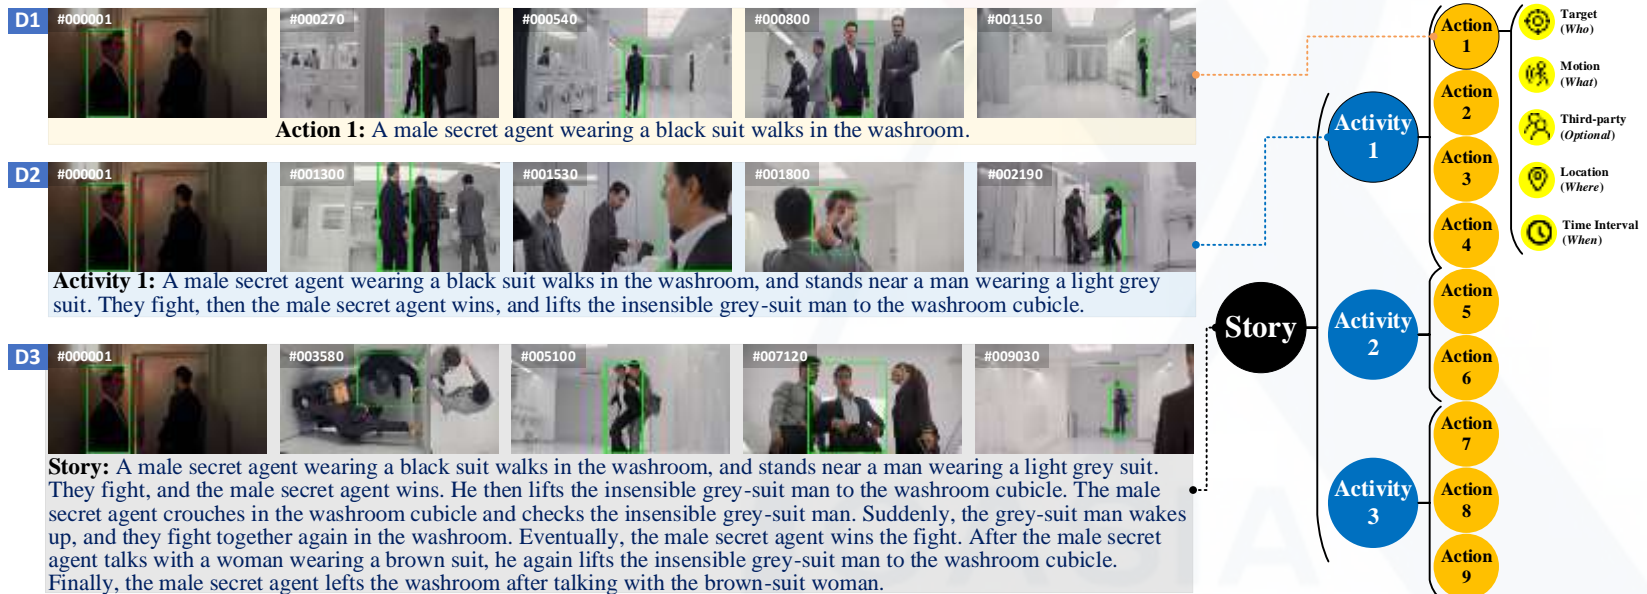 D1
#000001 #000270 #000540 #000800 #001150
Action 1: A male secret agent wearing a black suit walks in the washroom.
D2
#000001 #001300 #001530 #001800 #002190
Activity 1: A male secret agent wearing a black suit walks in the washroom, and stands near a man wearing a light grey
suit. They fight, then the male secret agent wins, and lifts the insensible grey-suit man to the washroom cubicle.
D3
#000001 #003580 #005100 #007120 #009030
Story: A male secret agent wearing a black suit walks in the washroom, and stands near a man wearing a light grey suit.
They fight, and the male secret agent wins. He then lifts the insensible grey-suit man to the washroom cubicle. The male
secret agent crouches in the washroom cubicle and checks the insensible grey-suit man. Suddenly, the grey-suit man wakes
up, and they fight together again in the washroom. Eventually, the male secret agent wins the fight. After the male secret
agent talks with a woman wearing a brown suit, he again lifts the insensible grey-suit man to the washroom cubicle.
Finally, the male secret agent lefts the washroom after talking with the brown-suit woman.
Story
Activity
1
Activity
2
Activity
3
Action
1
Action
2
Action
3
Action
4
Action
5
Action
6
Action
7
Action
8
Action
9
Target
(Who)
Motion
(What)
Third-party
(Optional)
Location
(Where)
Time Interval
(When)